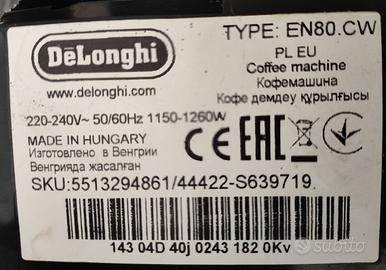 DeLonghi
TYPE: EN80.CW
PL EU
Coffee machine
Кофемашина
Кофе демдеу құрылғысы
www.delonghi.com
220-240V~ 50/60Hz 1150-1260W
MADE IN HUNGARY
Изготовлено в Венгрии
Венгрияда жасалған
CE EAC
SKU:5513294861/44422-S639719.
143 04D 40j 0243 182 0Kv
subito